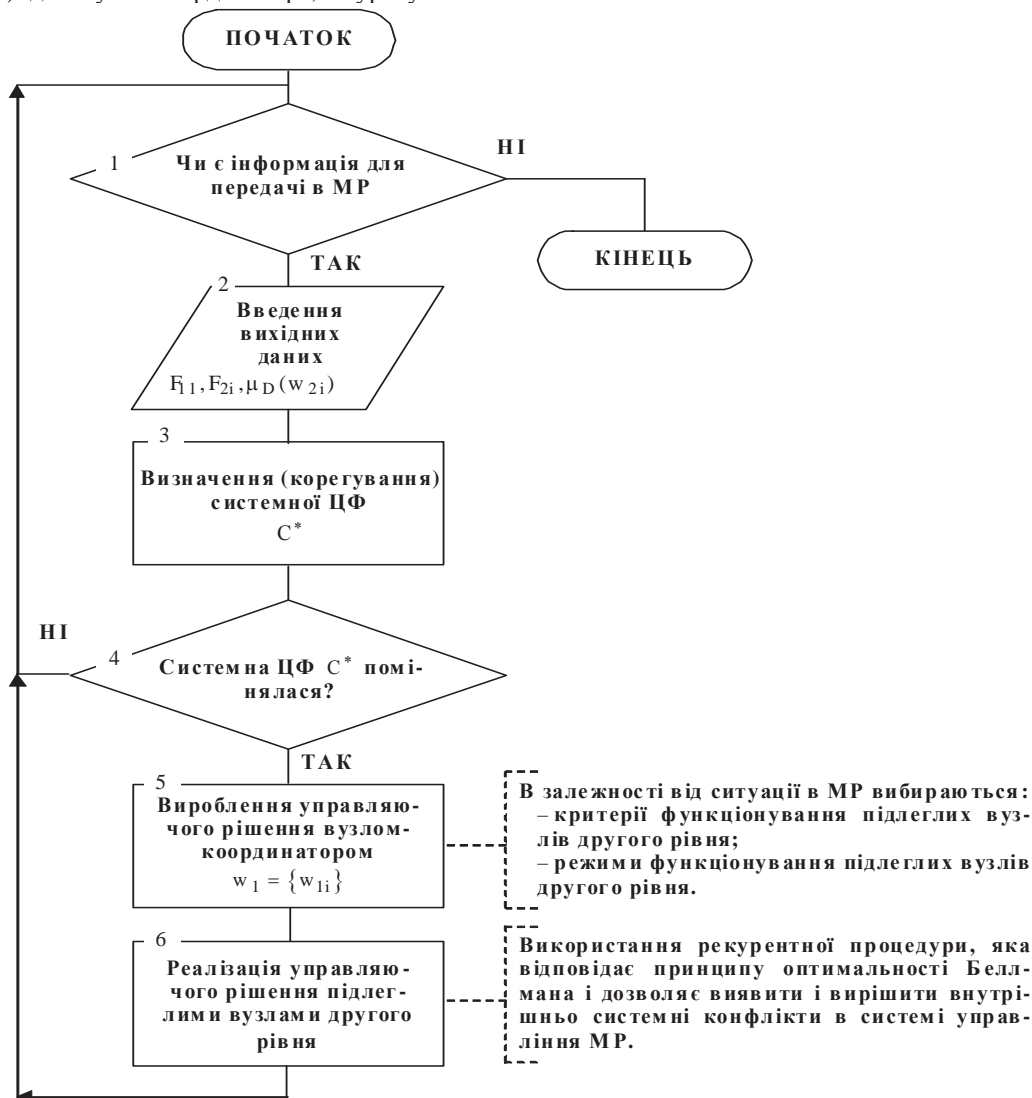 ПОЧАТОК
1
Чи є інформація для
передачі в МР
НІ
КІНЕЦЬ
ТАК
2
Введення
вихідних
даних
F11, F2i, μD(w2i)
3
Визначення (корегування)
системної ЦФ
C*
НІ
4
Системна ЦФ C* помі-
нялася?
ТАК
5
Вироблення управляю-
чого рішення вузлом-
координатором
w1 = {w1i}
В залежності від ситуації в МР вибираються:
– критерії функціонування підлеглих вуз-
лів другого рівня;
– режими функціонування підлеглих вузлів
другого рівня.
6
Реалізація управляю-
чого рішення підлег-
лими вузлами другого
рівня
Використання рекурентної процедури, яка
відповідає принципу оптимальності Белл-
мана і дозволяє виявити і вирішити внутрі-
шньо системні конфлікти в системі управ-
ління МР.